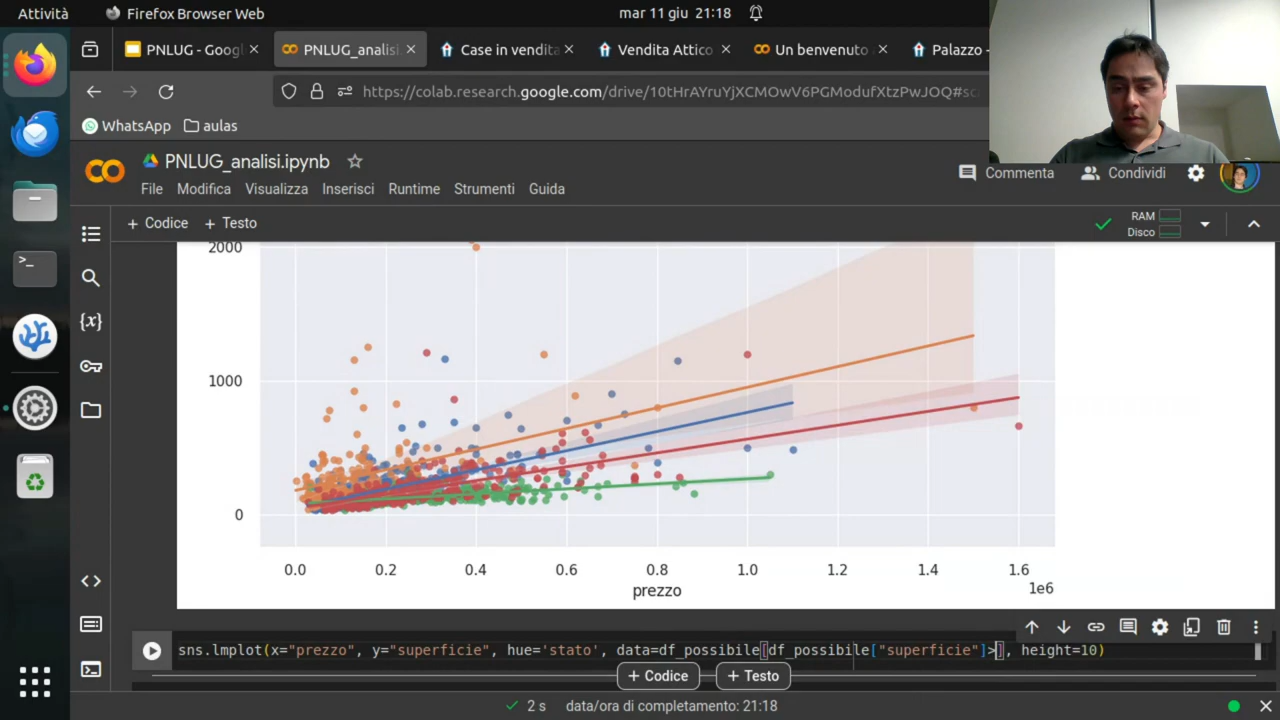 Attività
Firefox Browser Web
mar 11 giu 21:18
PNLUG - Googl
PNLUG_analisi.
Case in vendita
Vendita Attico
Un benvenuto
Palazzo -
https://colab.research.google.com/drive/10tHrAYruYjXCMOwV6PGModufXtzPwJOQ#sc
WhatsApp
aulas
PNLUG_analisi.ipynb
Commenta
Condividi
File Modifica Visualizza Inserisci Runtime Strumenti Guida
+ Codice + Testo
RAM
Disco
2000
1000
0
0.0 0.2 0.4 0.6 0.8 1.0 1.2 1.4 1.6
prezzo
1e6
sns.lmplot(x="prezzo", y="superficie", hue='stato', data=df_possibile[df_possibile["superficie"]>], height=10)
+ Codice + Testo
2 s data/ora di completamento: 21:18